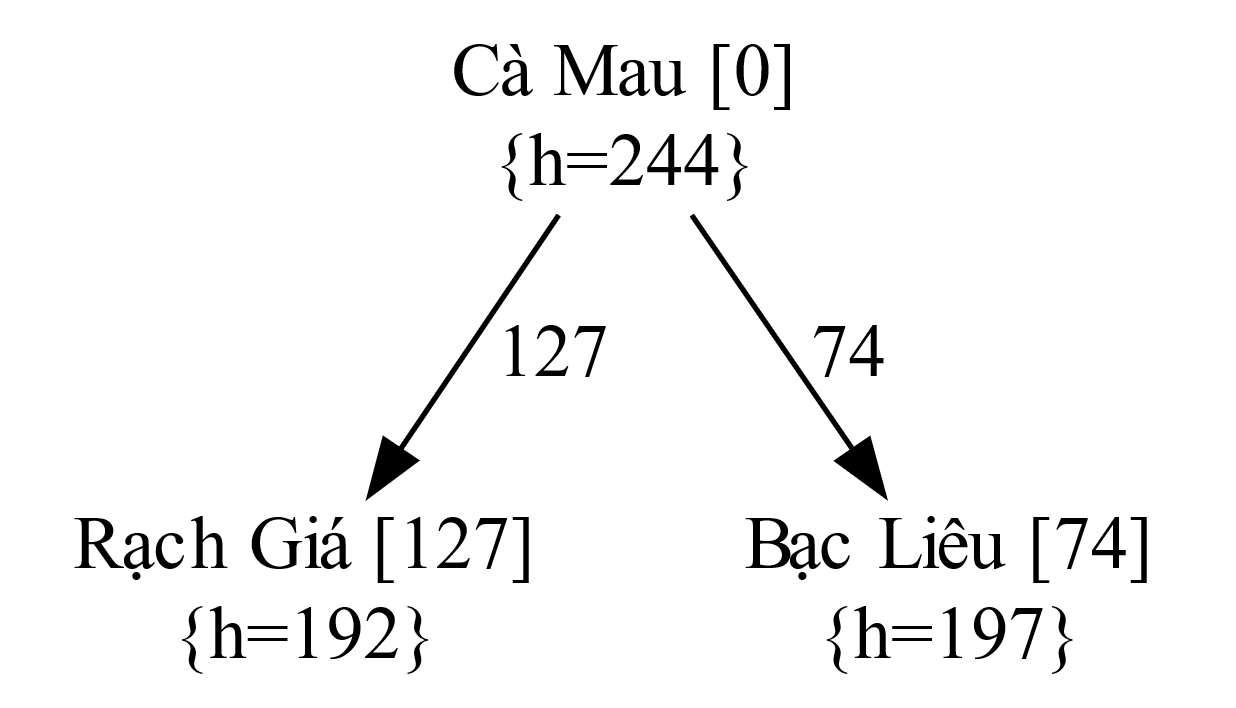 Cà Mau [0]
{h=244}
127
74
Rạch Giá [127]
{h=192}
Bạc Liêu [74]
{h=197}